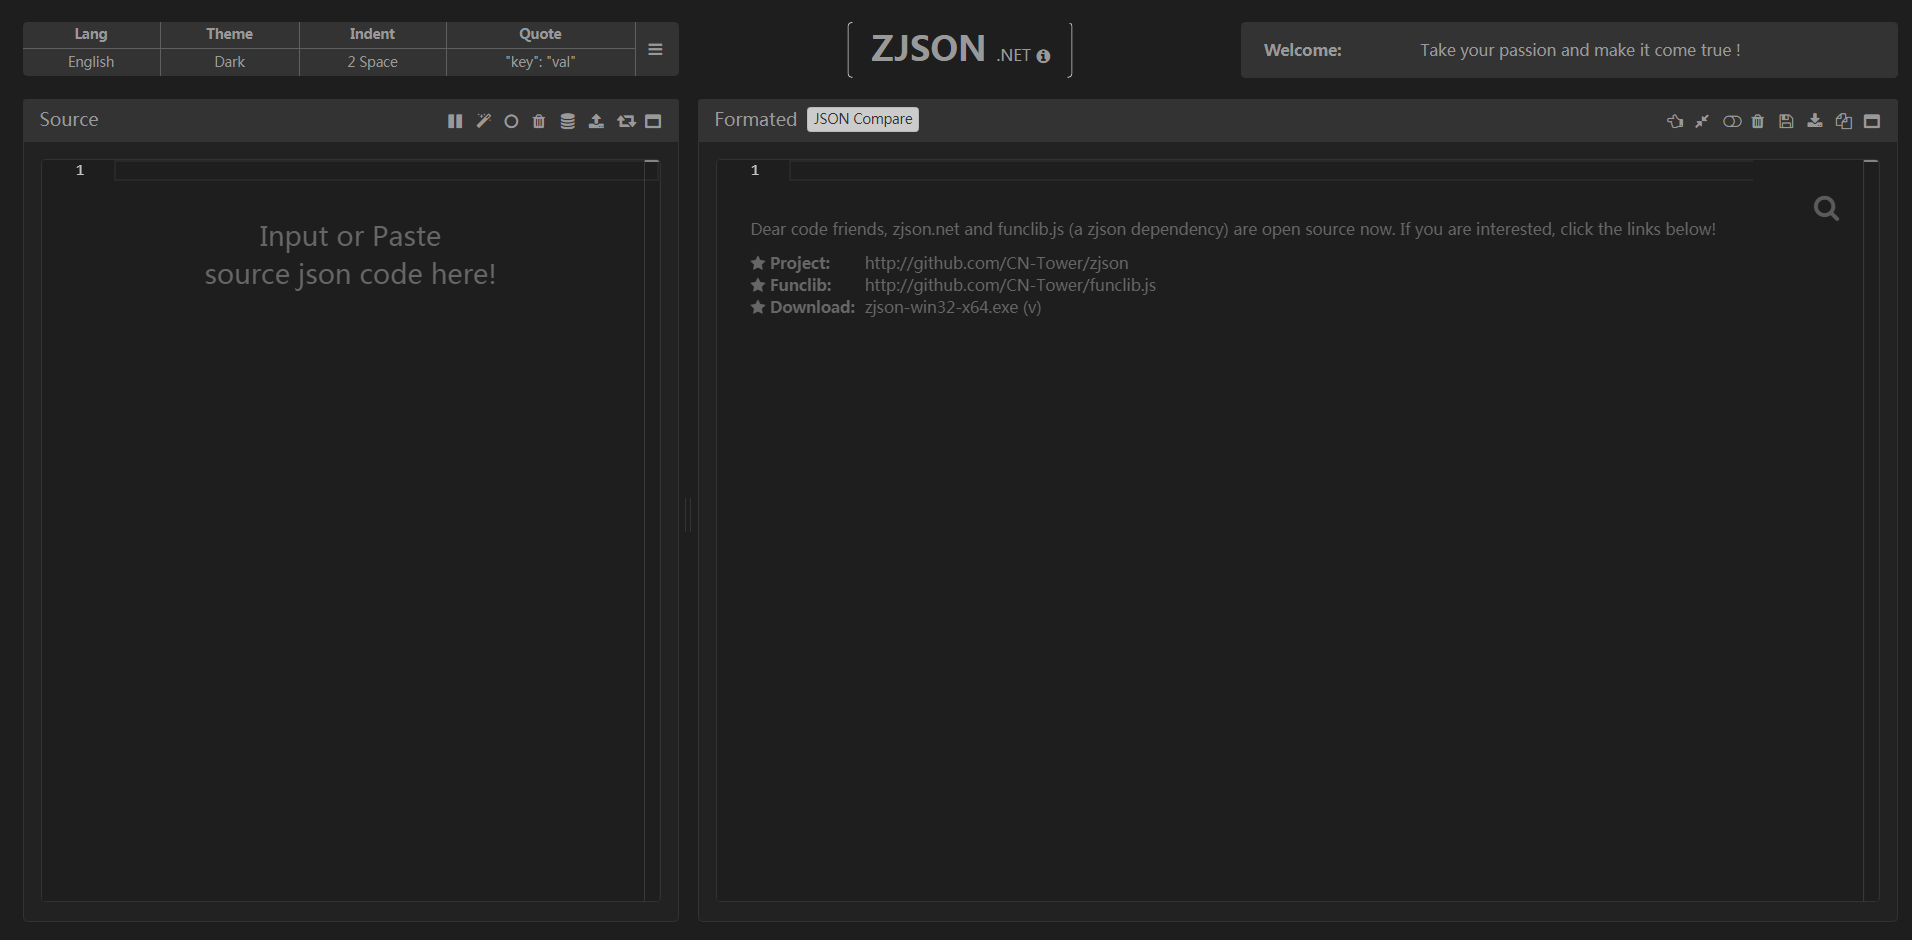 Lang Theme Indent Quote
English Dark 2 Space "key": "val"
ZJSON .NET
Welcome: Take your passion and make it come true !
Source
Formated JSON Compare
1
Input or Paste
source json code here!
1
Dear code friends, zjson.net and funclib.js (a zjson dependency) are open source now. If you are interested, click the links below!
Project: http://github.com/CN-Tower/zjson
Funclib: http://github.com/CN-Tower/funclib.js
Download: zjson-win32-x64.exe (v)